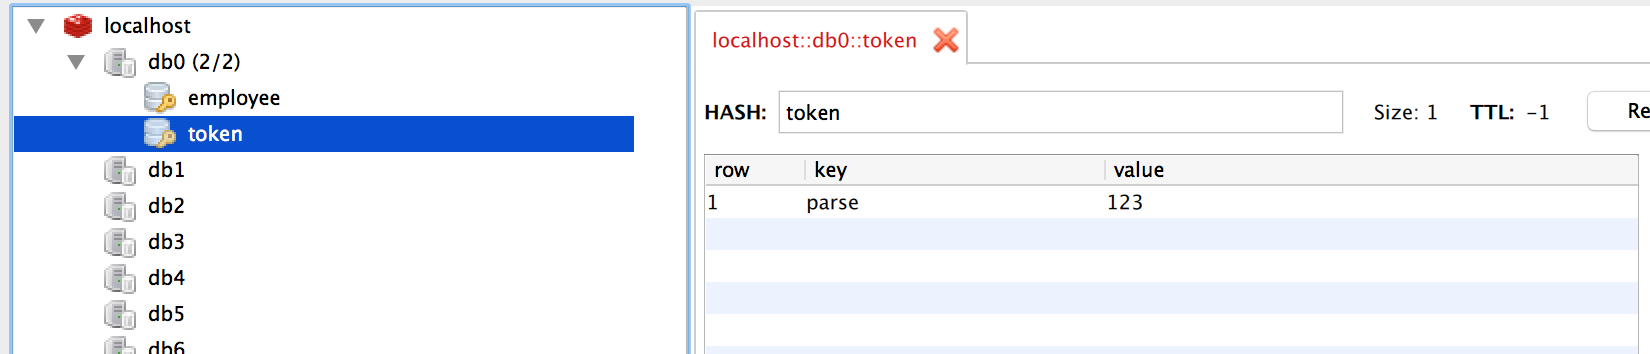 localhost
db0 (2/2)
employee
token
db1
db2
db3
db4
db5
db6
localhost::db0::token
HASH: token Size: 1 TTL: -1 Re
row key value
1 parse 123